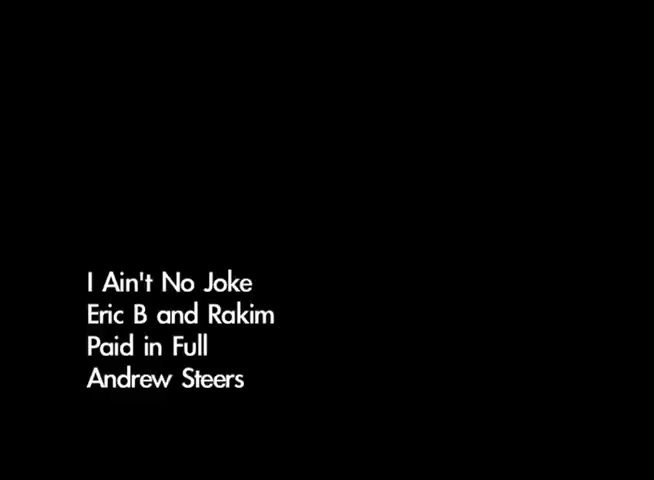 I Ain't No Joke
Eric B and Rakim
Paid in Full
Andrew Steers